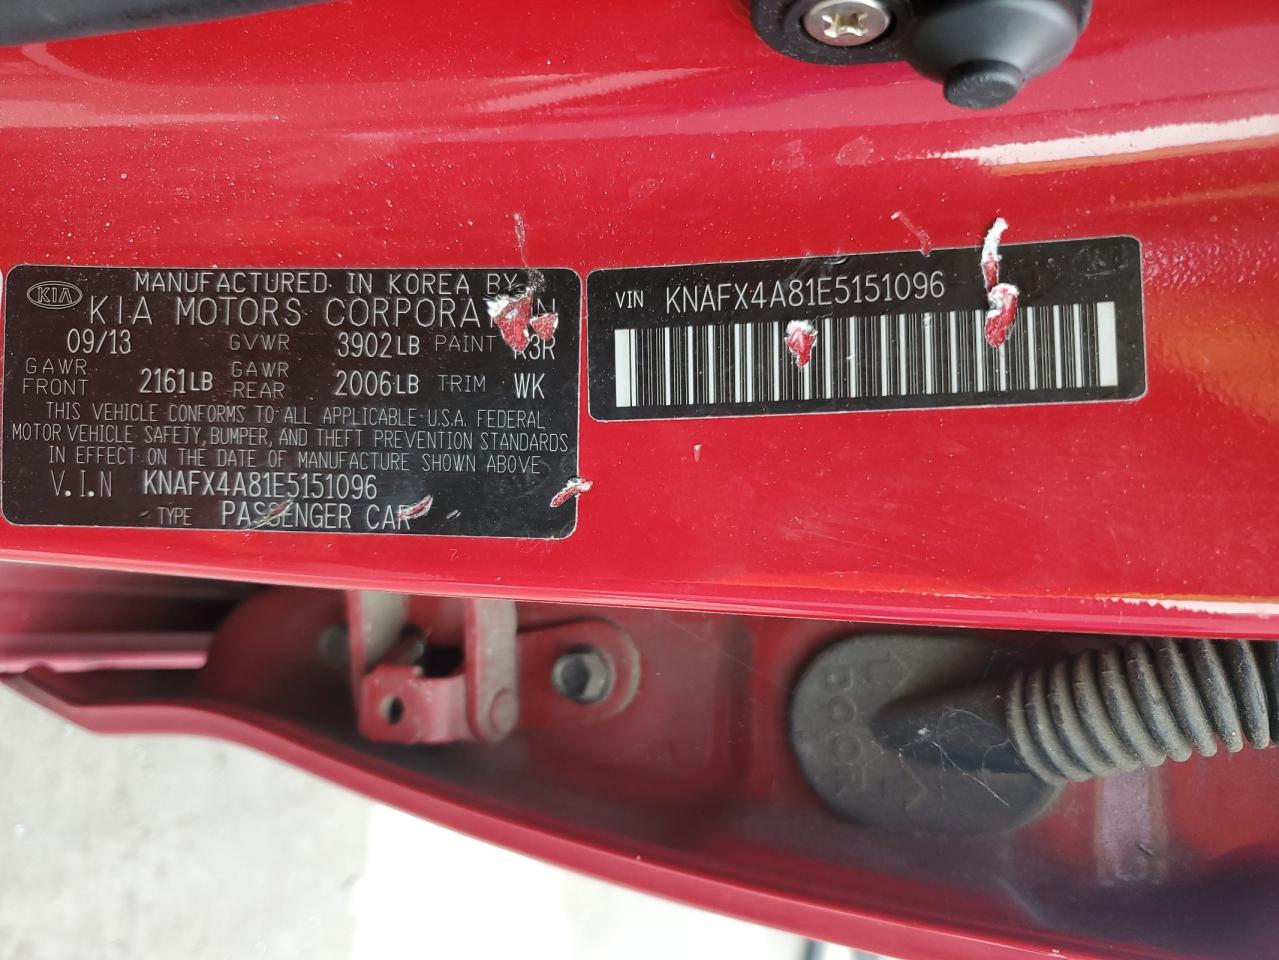 MANUFACTURED IN KOREA BY
KIA
KIA MOTORS
09/13 GVWR 3902LB PAINT
GAWR FRONT 2161LB GAWR REAR 2006LB TRIM WK
THIS VEHICLE CONFORMS TO ALL APPLICABLE U.S.A. FEDERAL
MOTOR VEHICLE SAFETY, BUMPER, AND THEFT PREVENTION STANDARDS
IN EFFECT ON THE DATE OF MANUFACTURE SHOWN ABOVE
V.I.N KNAFX4A81E5151096
TYPE PASSENGER CAR
VIN KNAFX4A81E5151096
DOOR